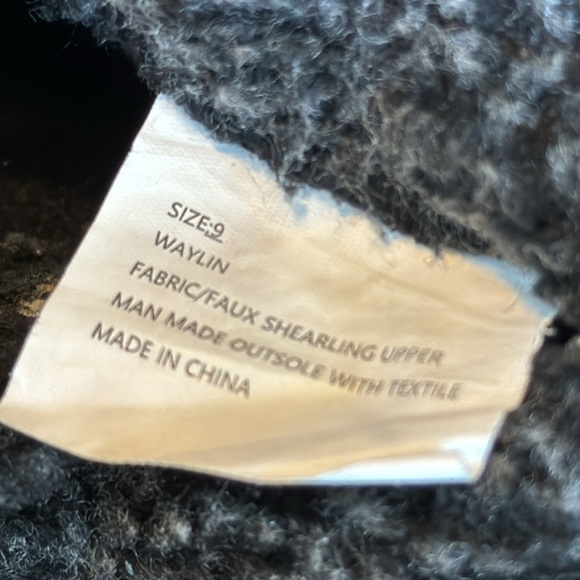 SIZE:9
WAYLIN
FABRIC/FAUX SHEARLING UPPER
MAN MADE OUTSOLE WITH TEXTILE
MADE IN CHINA